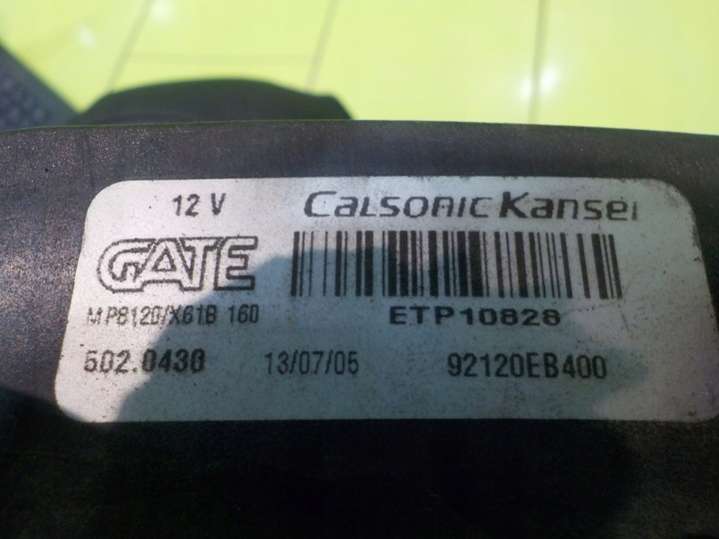 12 V CALSONIC KANSEI
GATE
MP8120/X61B 160 ETP10828
502.0430 13/07/05 92120EB400